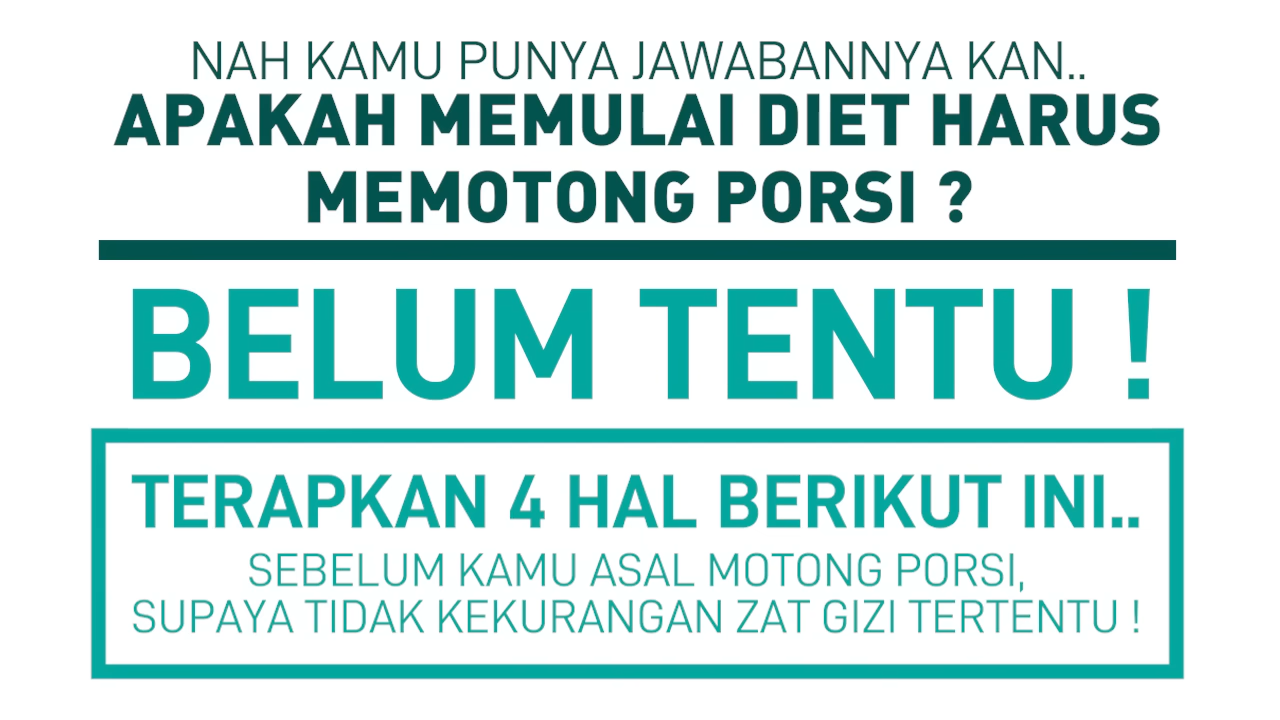 NAH KAMU PUNYA JAWABANNYA KAN..
APAKAH MEMULAI DIET HARUS
MEMOTONG PORSI ?
BELUM TENTU !
TERAPKAN 4 HAL BERIKUT INI..
SEBELUM KAMU ASAL MOTONG PORSI,
SUPAYA TIDAK KEKURANGAN ZAT GIZI TERTENTU !